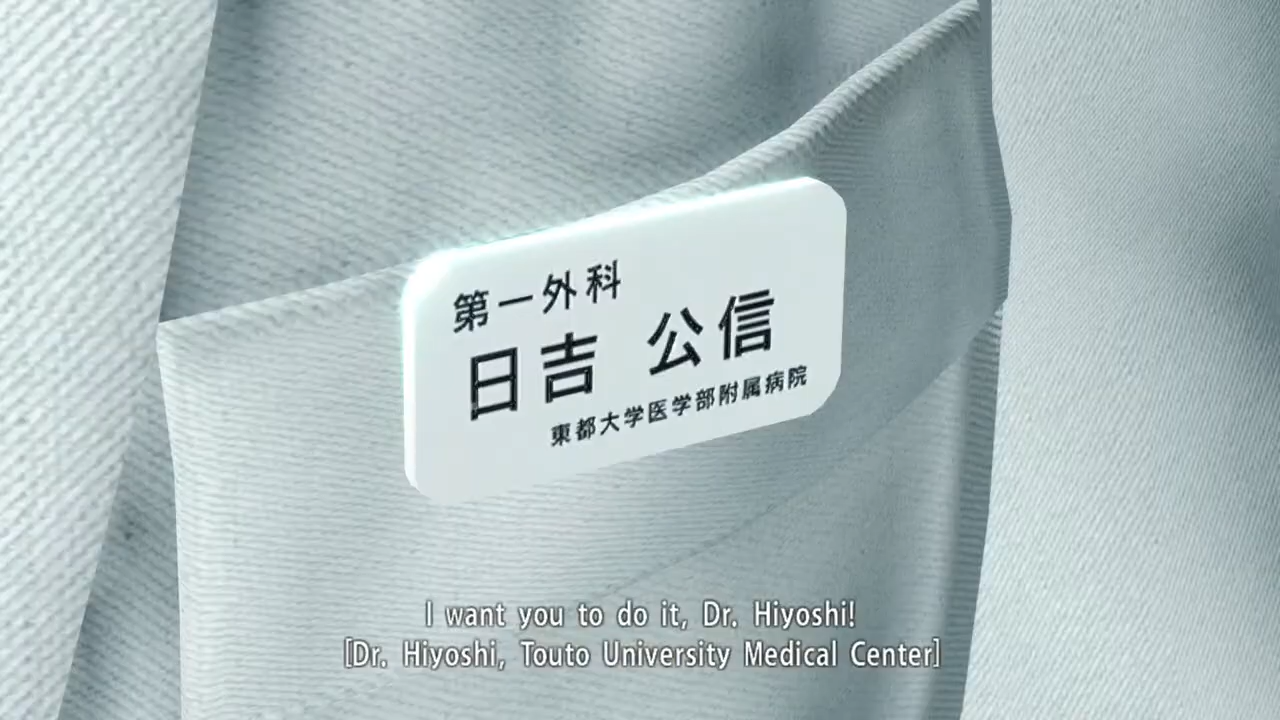 第一外科
日吉 公信
東都大学医学部附属病院
I want you to do it, Dr. Hiyoshi!
[Dr. Hiyoshi, Touto University Medical Center]